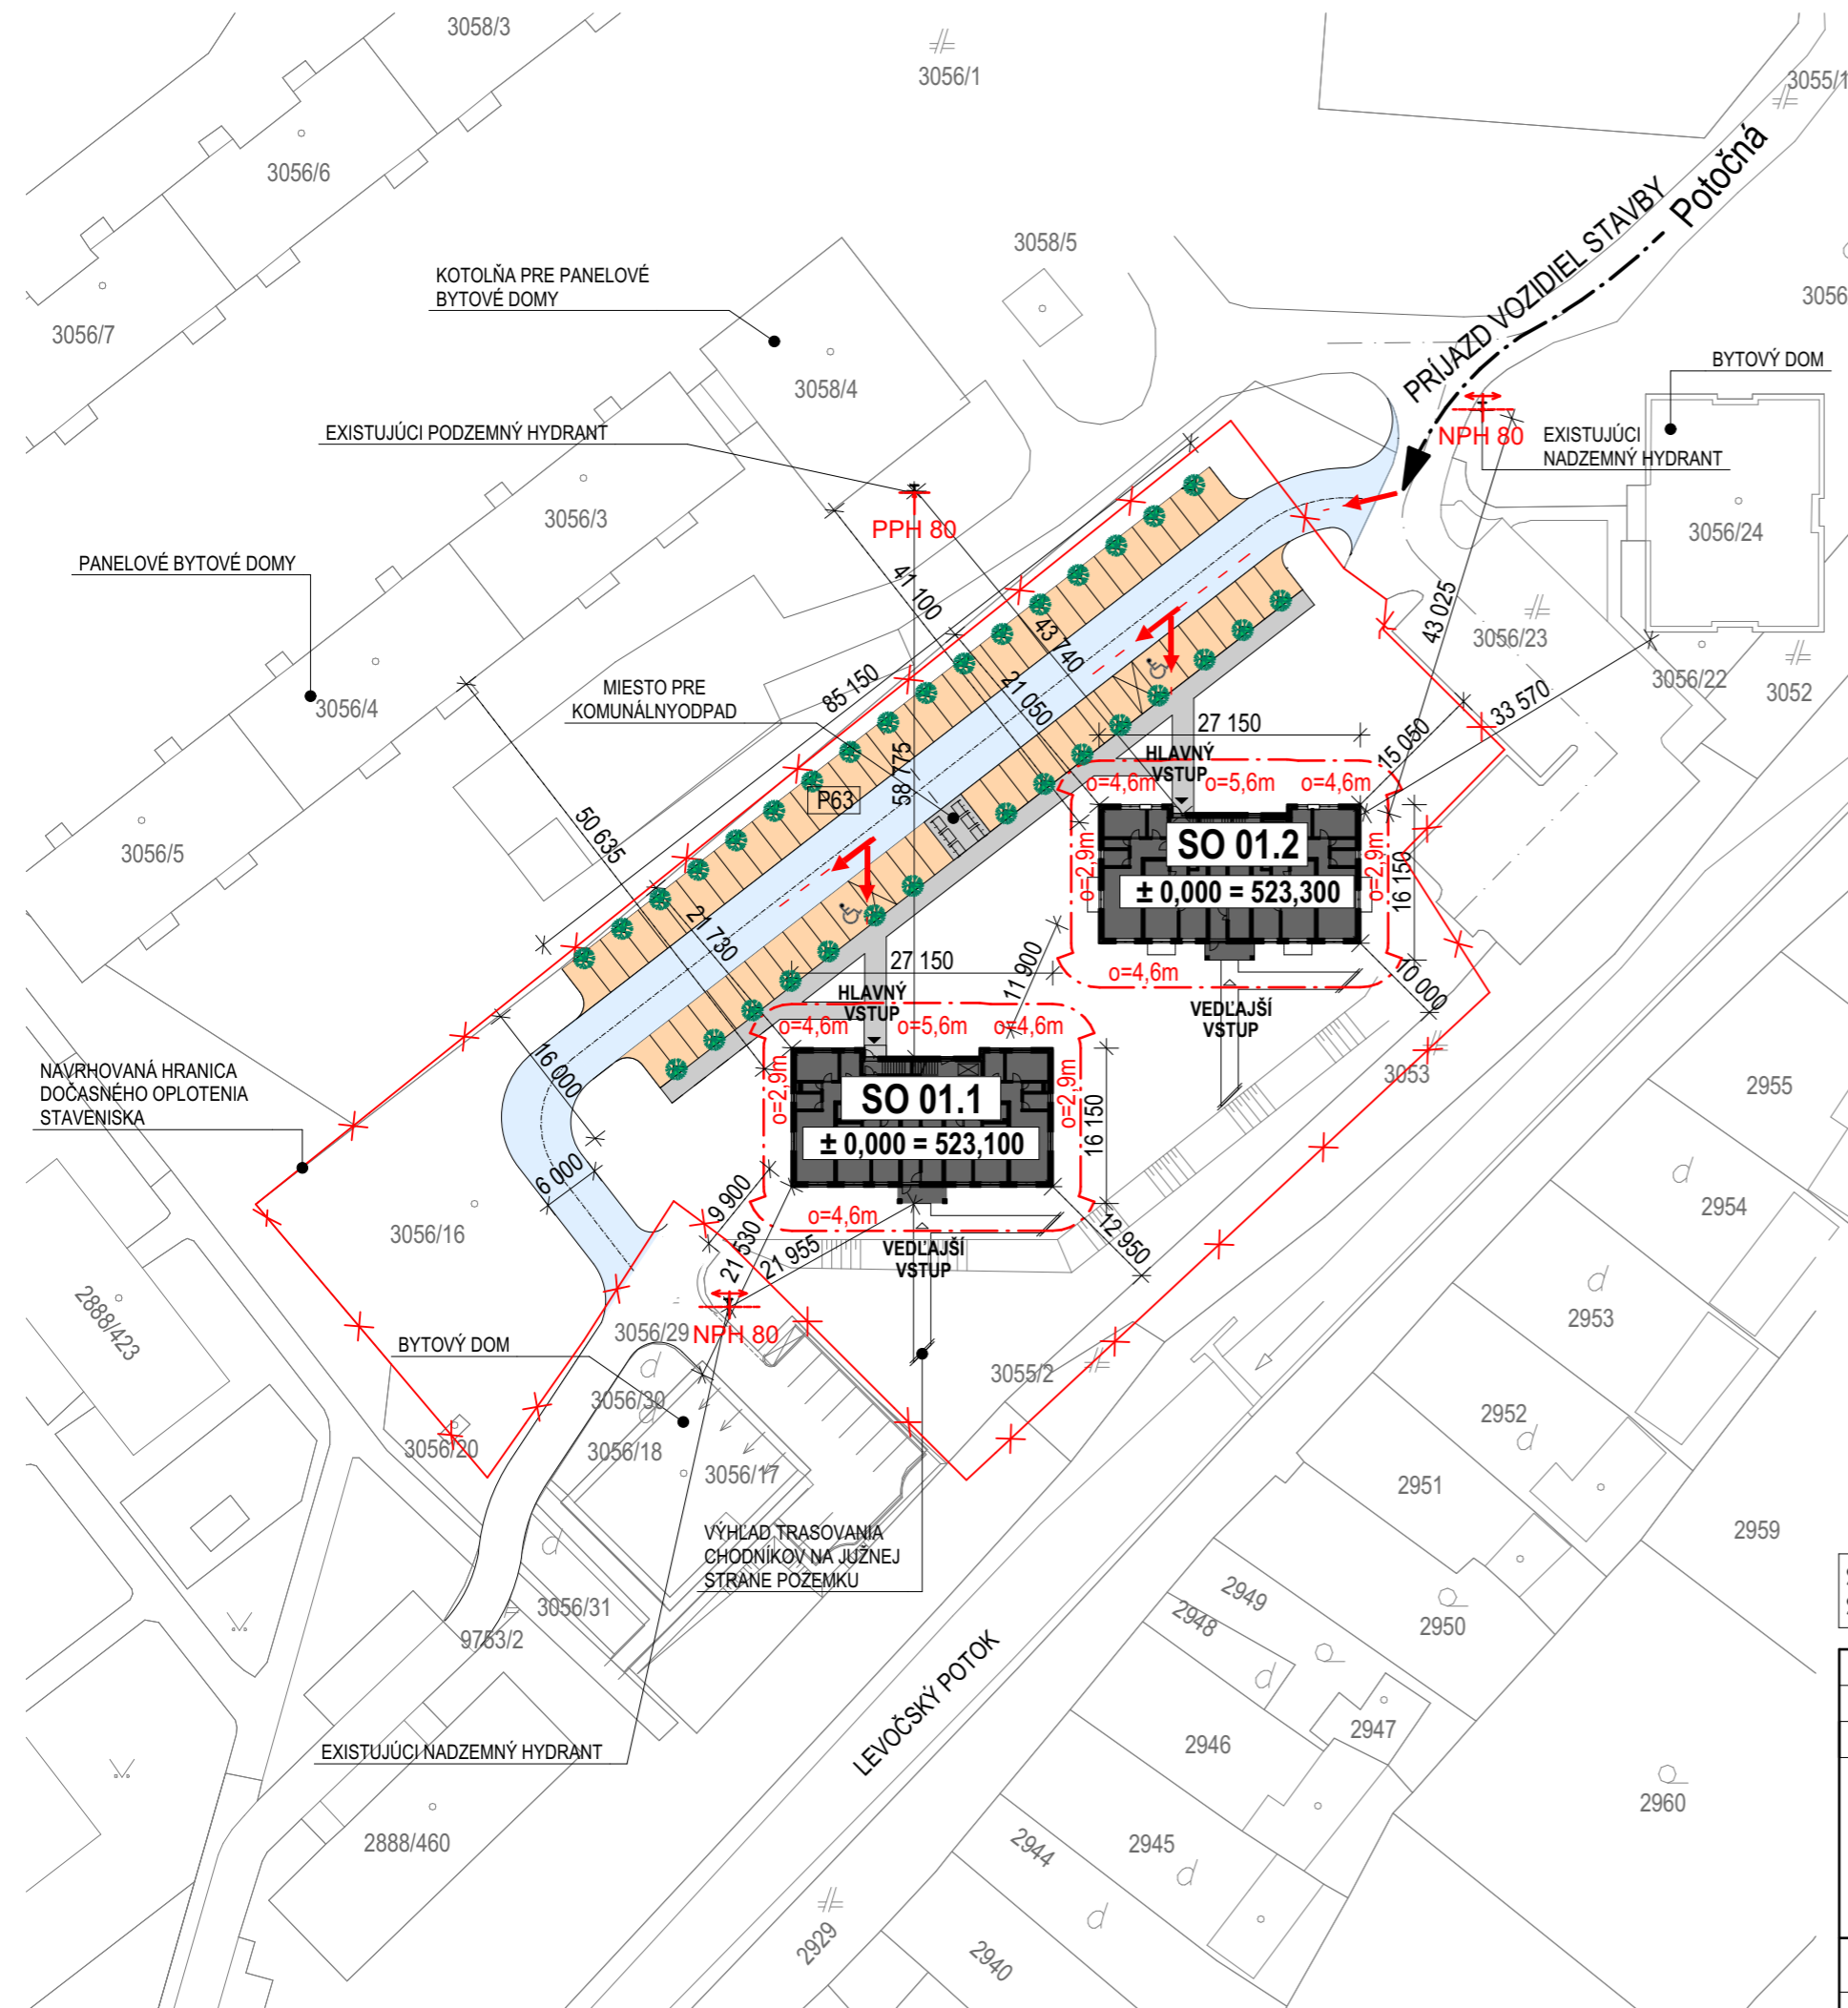 3058/3
3056/1
3055/1
3056/6
Potočná
PRÍJAZD VOZIDIEL STAVBY
3058/5
KOTOLŇA PRE PANELOVÉ
BYTOVÉ DOMY
3056
3056/7
BYTOVÝ DOM
3058/4
EXISTUJÚCI PODZEMNÝ HYDRANT
NPH 80
EXISTUJÚCI
NADZEMNÝ HYDRANT
3056/3
PPH 80
3056/24
PANELOVÉ BYTOVÉ DOMY
41 100
43 740
43 025
3056/23
3056/22
3052
MIESTO PRE
KOMUNÁLNYODPAD
85 150
21 050
3056/4
33 570
27 150
15 050
HLAVNÝ
VSTUP
58 775
o=4,6m
o=5,6m
o=4,6m
P63
50 635
3056/5
SO 01.2
± 0,000 = 523,300
o=2,9m
o=2,9m
16 150
21 730
27 150
11 900
o=4,6m
10 000
HLAVNÝ
VSTUP
VEDĽAJŠÍ
VSTUP
o=4,6m
o=5,6m
o=4,6m
16 000
NAVRHOVANÁ HRANICA
DOČASNÉHO OPLOTENIA
STAVENISKA
3053
2955
SO 01.1
± 0,000 = 523,100
o=2,9m
o=2,9m
16 150
6 000
9 900
2954
3056/16
o=4,6m
12 950
21 530
21 955
VEDĽAJŠÍ
VSTUP
2888/423
2953
3056/29
NPH 80
BYTOVÝ DOM
3055/2
3056/30
2952
3056/20
3056/18
3056/17
2951
VÝHĽAD TRASOVANIA
CHODNÍKOV NA JUŽNEJ
STRANE POZEMKU
2959
3056/31
2949
2948
2950
9753/2
LEVOČSKÝ POTOK
2947
2946
EXISTUJÚCI NADZEMNÝ HYDRANT
2960
2888/460
2945
2944
2929
2940